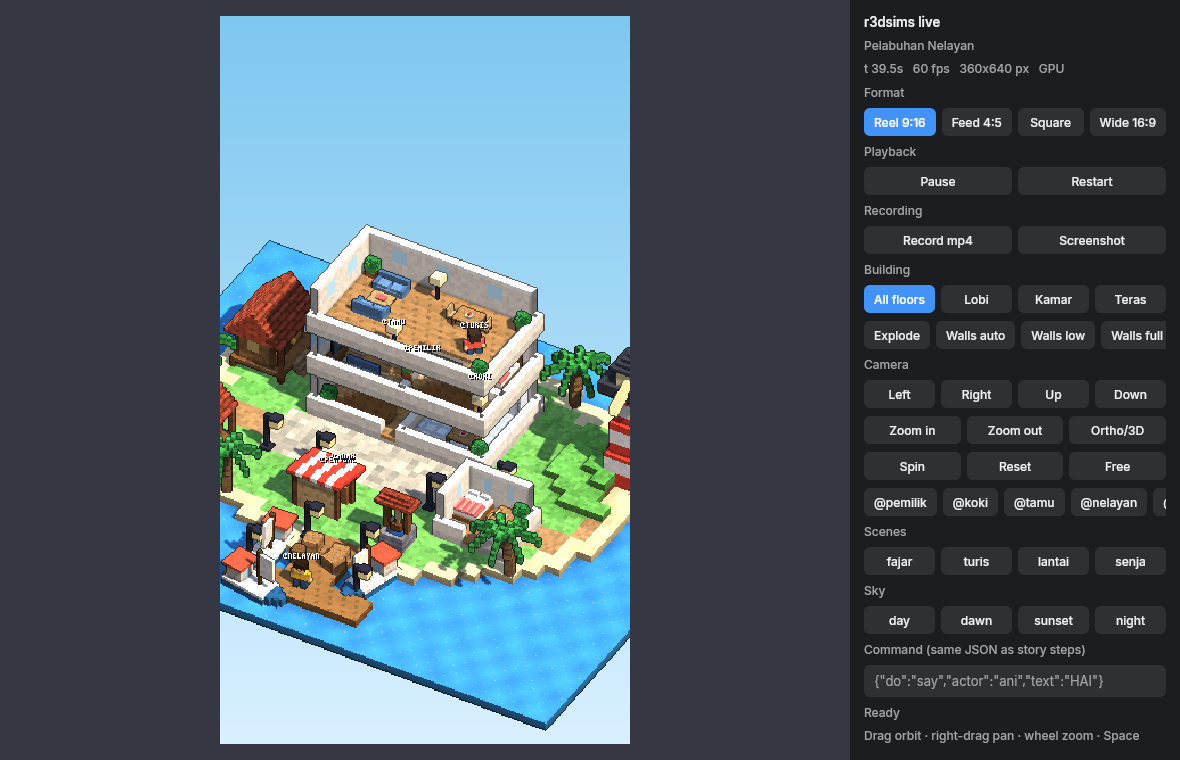 r3dsims live
Pelabuhan Nelayan
t 39.5s 60 fps 360x640 px GPU
Format
Reel 9:16 Feed 4:5 Square Wide 16:9
Playback
Pause Restart
Recording
Record mp4 Screenshot
Building
All floors Lobi Kamar Teras
Explode Walls auto Walls low Walls full
Camera
Left Right Up Down
Zoom in Zoom out Ortho/3D
Spin Reset Free
@pemilik @koki @tamu @nelayan
Scenes
fajar turis lantai senja
Sky
day dawn sunset night
Command (same JSON as story steps)
{"do":"say","actor":"ani","text":"HAI"}
Ready
Drag orbit · right-drag pan · wheel zoom · Space
@TURIS
@PEMILIK
@NELAYAN